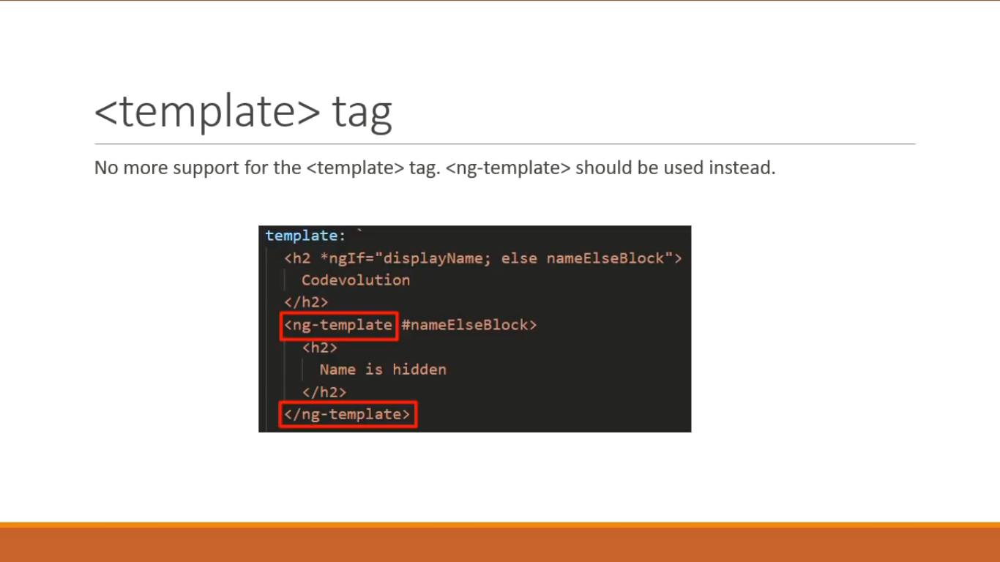 <template> tag
No more support for the <template> tag. <ng-template> should be used instead.
template: `
<h2 *ngIf="displayName; else nameElseBlock">
Codevolution
</h2>
<ng-template #nameElseBlock>
<h2>
Name is hidden
</h2>
</ng-template>